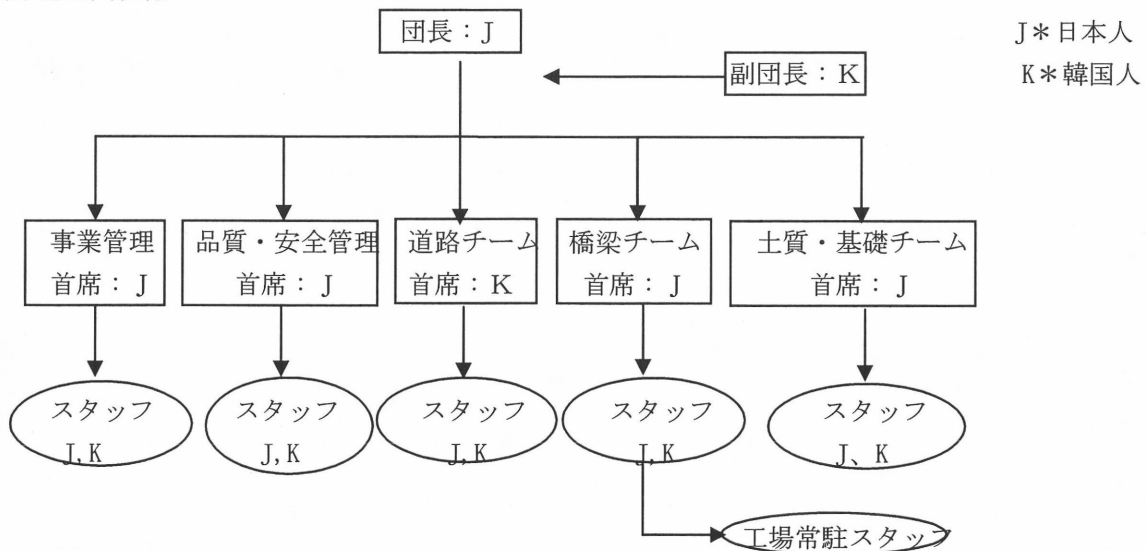 団長：J
J＊日本人
副団長：K
K＊韓国人
事業管理
首席：J
品質・安全管理
首席：J
道路チーム
首席：K
橋梁チーム
首席：J
土質・基礎チーム
首席：J
スタッフ
J,K
スタッフ
J,K
スタッフ
J,K
スタッフ
J,K
スタッフ
J、K
工場常駐スタッフ